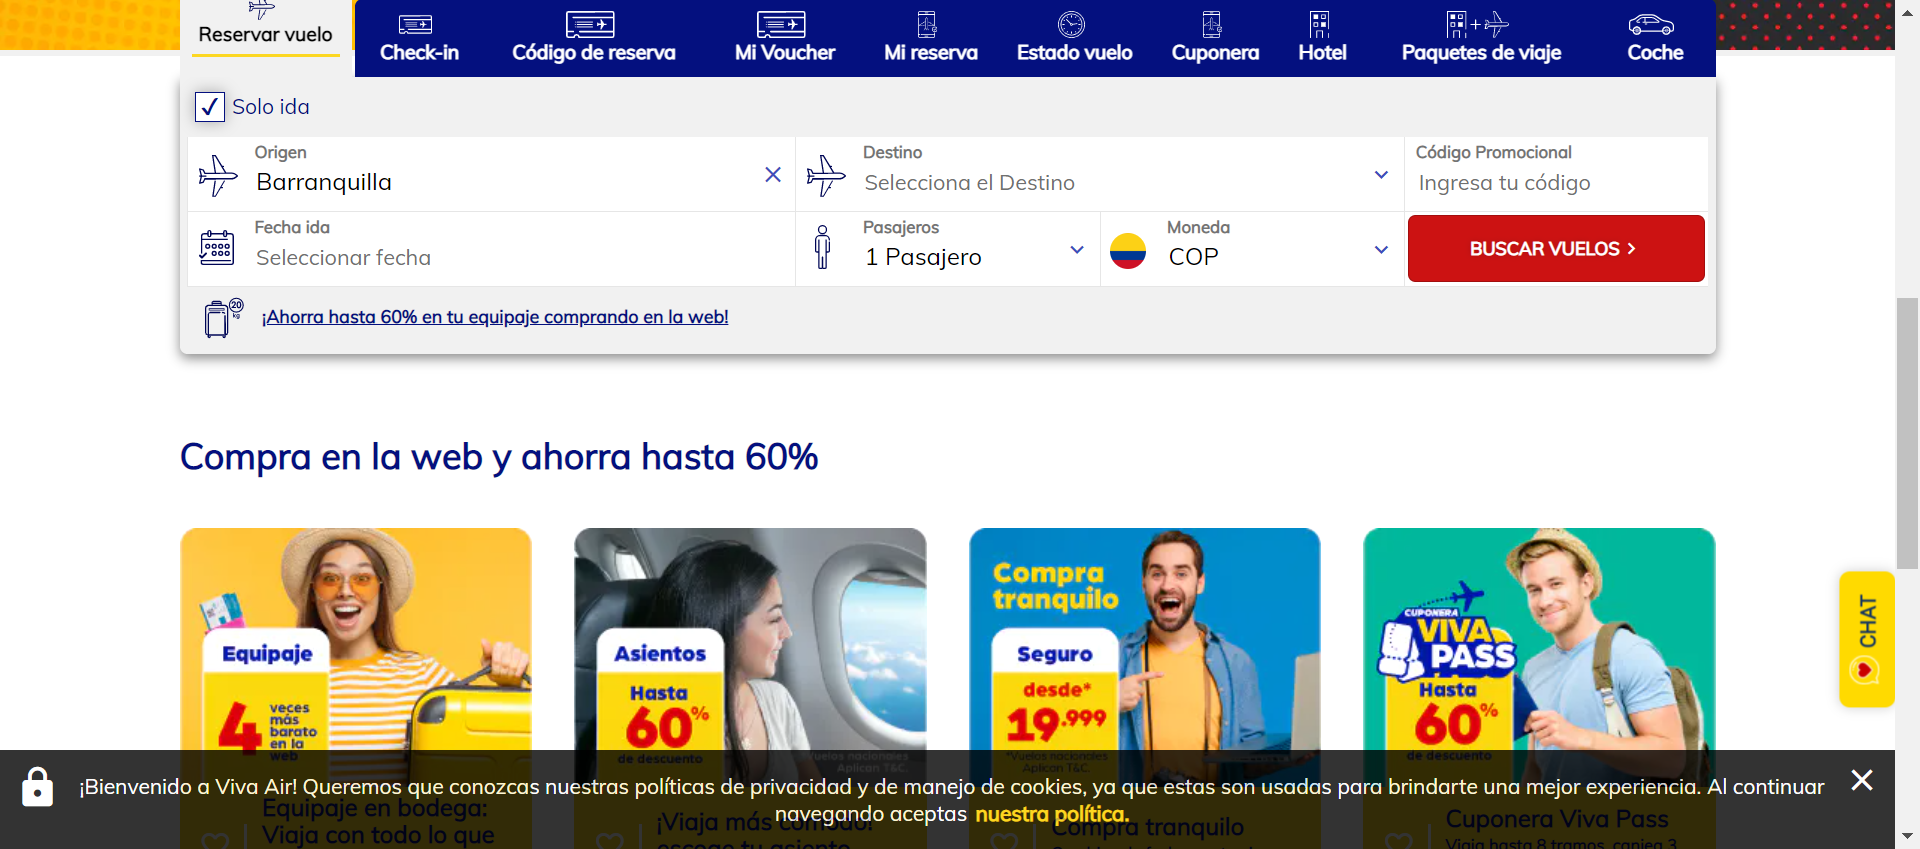 Reservar vuelo
Check-in
Código de reserva
Mi Voucher
Mi reserva
Estado vuelo
Cuponera
Hotel
Paquetes de viaje
Coche
Solo ida
Origen
Barranquilla
Destino
Selecciona el Destino
Código Promocional
Ingresa tu código
Fecha ida
Seleccionar fecha
Pasajeros
1 Pasajero
Moneda
COP
BUSCAR VUELOS
20
kg
¡Ahorra hasta 60% en tu equipaje comprando en la web!
Compra en la web y ahorra hasta 60%
Equipaje
4 veces
más
barato
en la
web
Asientos
Hasta
60%
de descuento
Vuelos nacionales
Aplican T&C.
Compra
tranquilo
Seguro
desde*
19.999
*Vuelos nacionales
Aplican T&C.
CUPONERA
VIVA
PASS
Hasta
60%
de descuento
CHAT
¡Bienvenido a Viva Air! Queremos que conozcas nuestras políticas de privacidad y de manejo de cookies, ya que estas son usadas para brindarte una mejor experiencia. Al continuar
navegando aceptas nuestra política.
Equipaje en bodega:
Viaja con todo lo que
¡Viaja más cómodo!
escoge tu asiento
Compra tranquilo
Cuponera Viva Pass
Viaja hasta 8 tramos, canjea 3